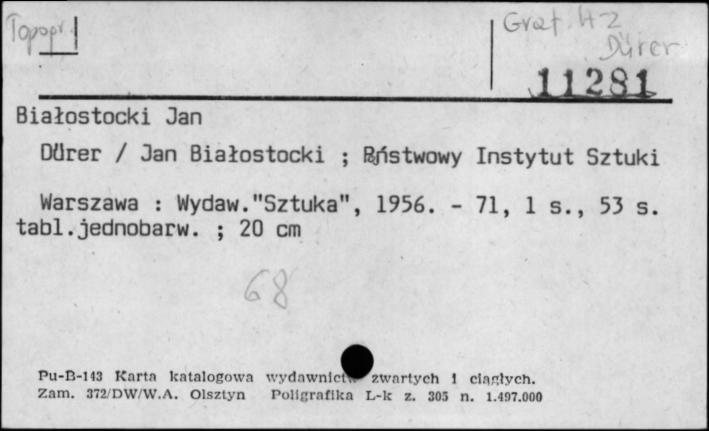 Topogr.
Graf. H-2
Dürer
11281
Białostocki Jan
Dürer / Jan Białostocki ; Państwowy Instytut Sztuki
Warszawa : Wydaw."Sztuka", 1956. - 71, 1 s., 53 s.
tabl.jednobarw. ; 20 cm
68
Pu-B-143 Karta katalogowa wydawnictw zwartych i ciągłych.
Zam. 372/DW/W.A. Olsztyn Poligrafika L-k z. 305 n. 1.497.000